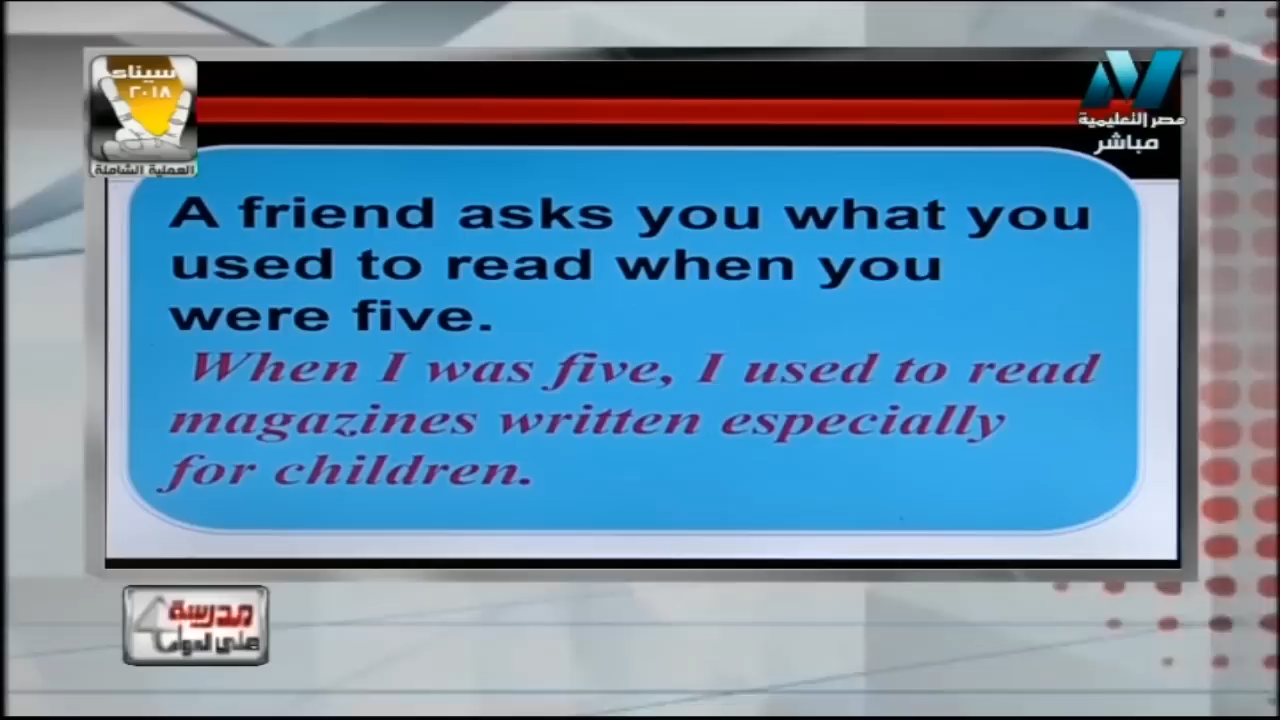 سيناء
٢٠١٨
العملية الشاملة
مصر التعليمية
مباشر
A friend asks you what you
used to read when you
were five.
When I was five, I used to read
magazines written especially
for children.
مدرسة
على الهواء